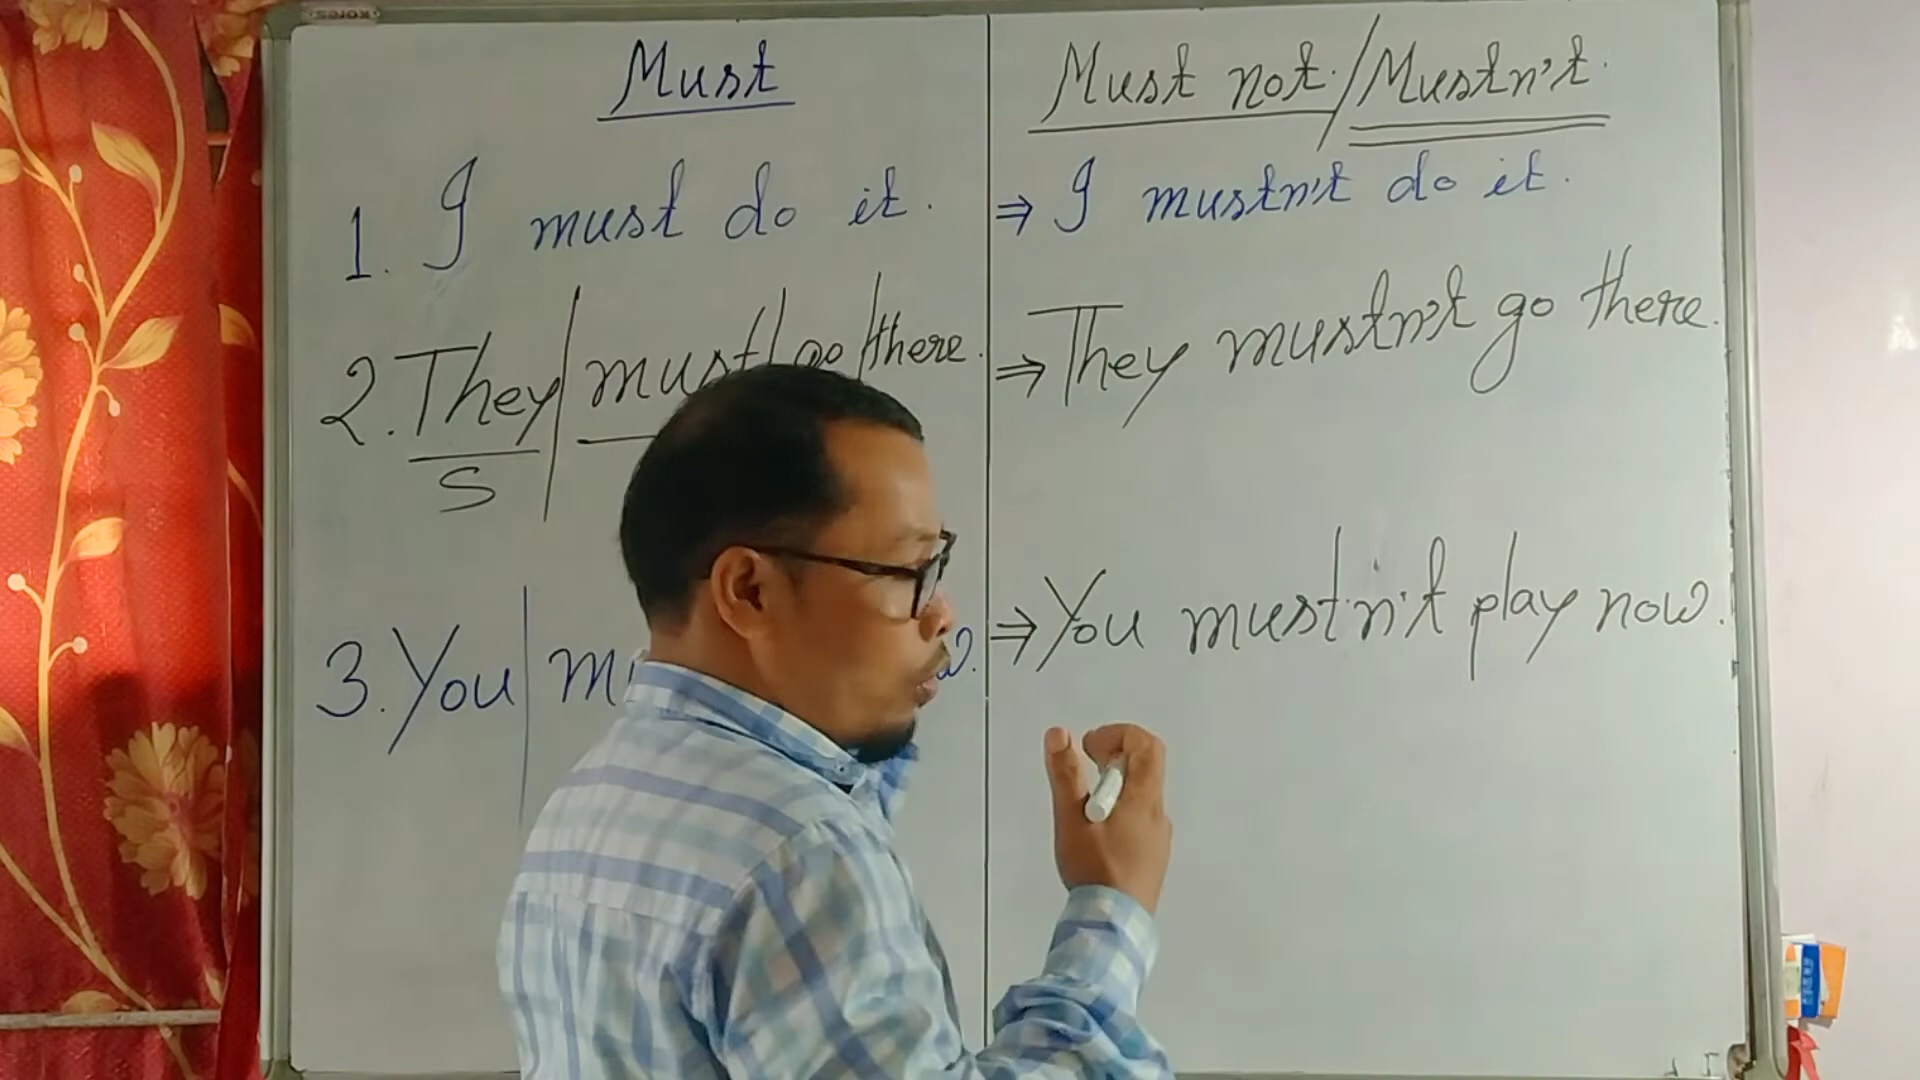 Must
Must not / Mustn't.
1. I must do it.
⇒ I mustn't do it.
2. They | must | go | there.
S
⇒ They mustn't go there.
3. You |
⇒ You mustn't play now.